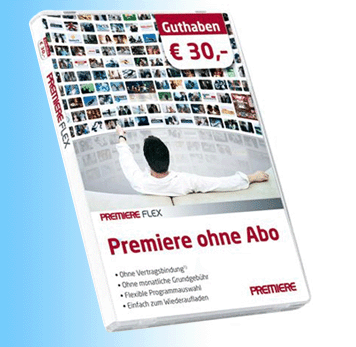 Guthaben
€ 30,-
PREMIERE FLEX
PREMIERE FLEX
Premiere ohne Abo
• Ohne Vertragsbindung
• Ohne monatliche Grundgebühr
• Flexible Programmauswahl
• Einfach zum Wiederaufladen
PREMIERE